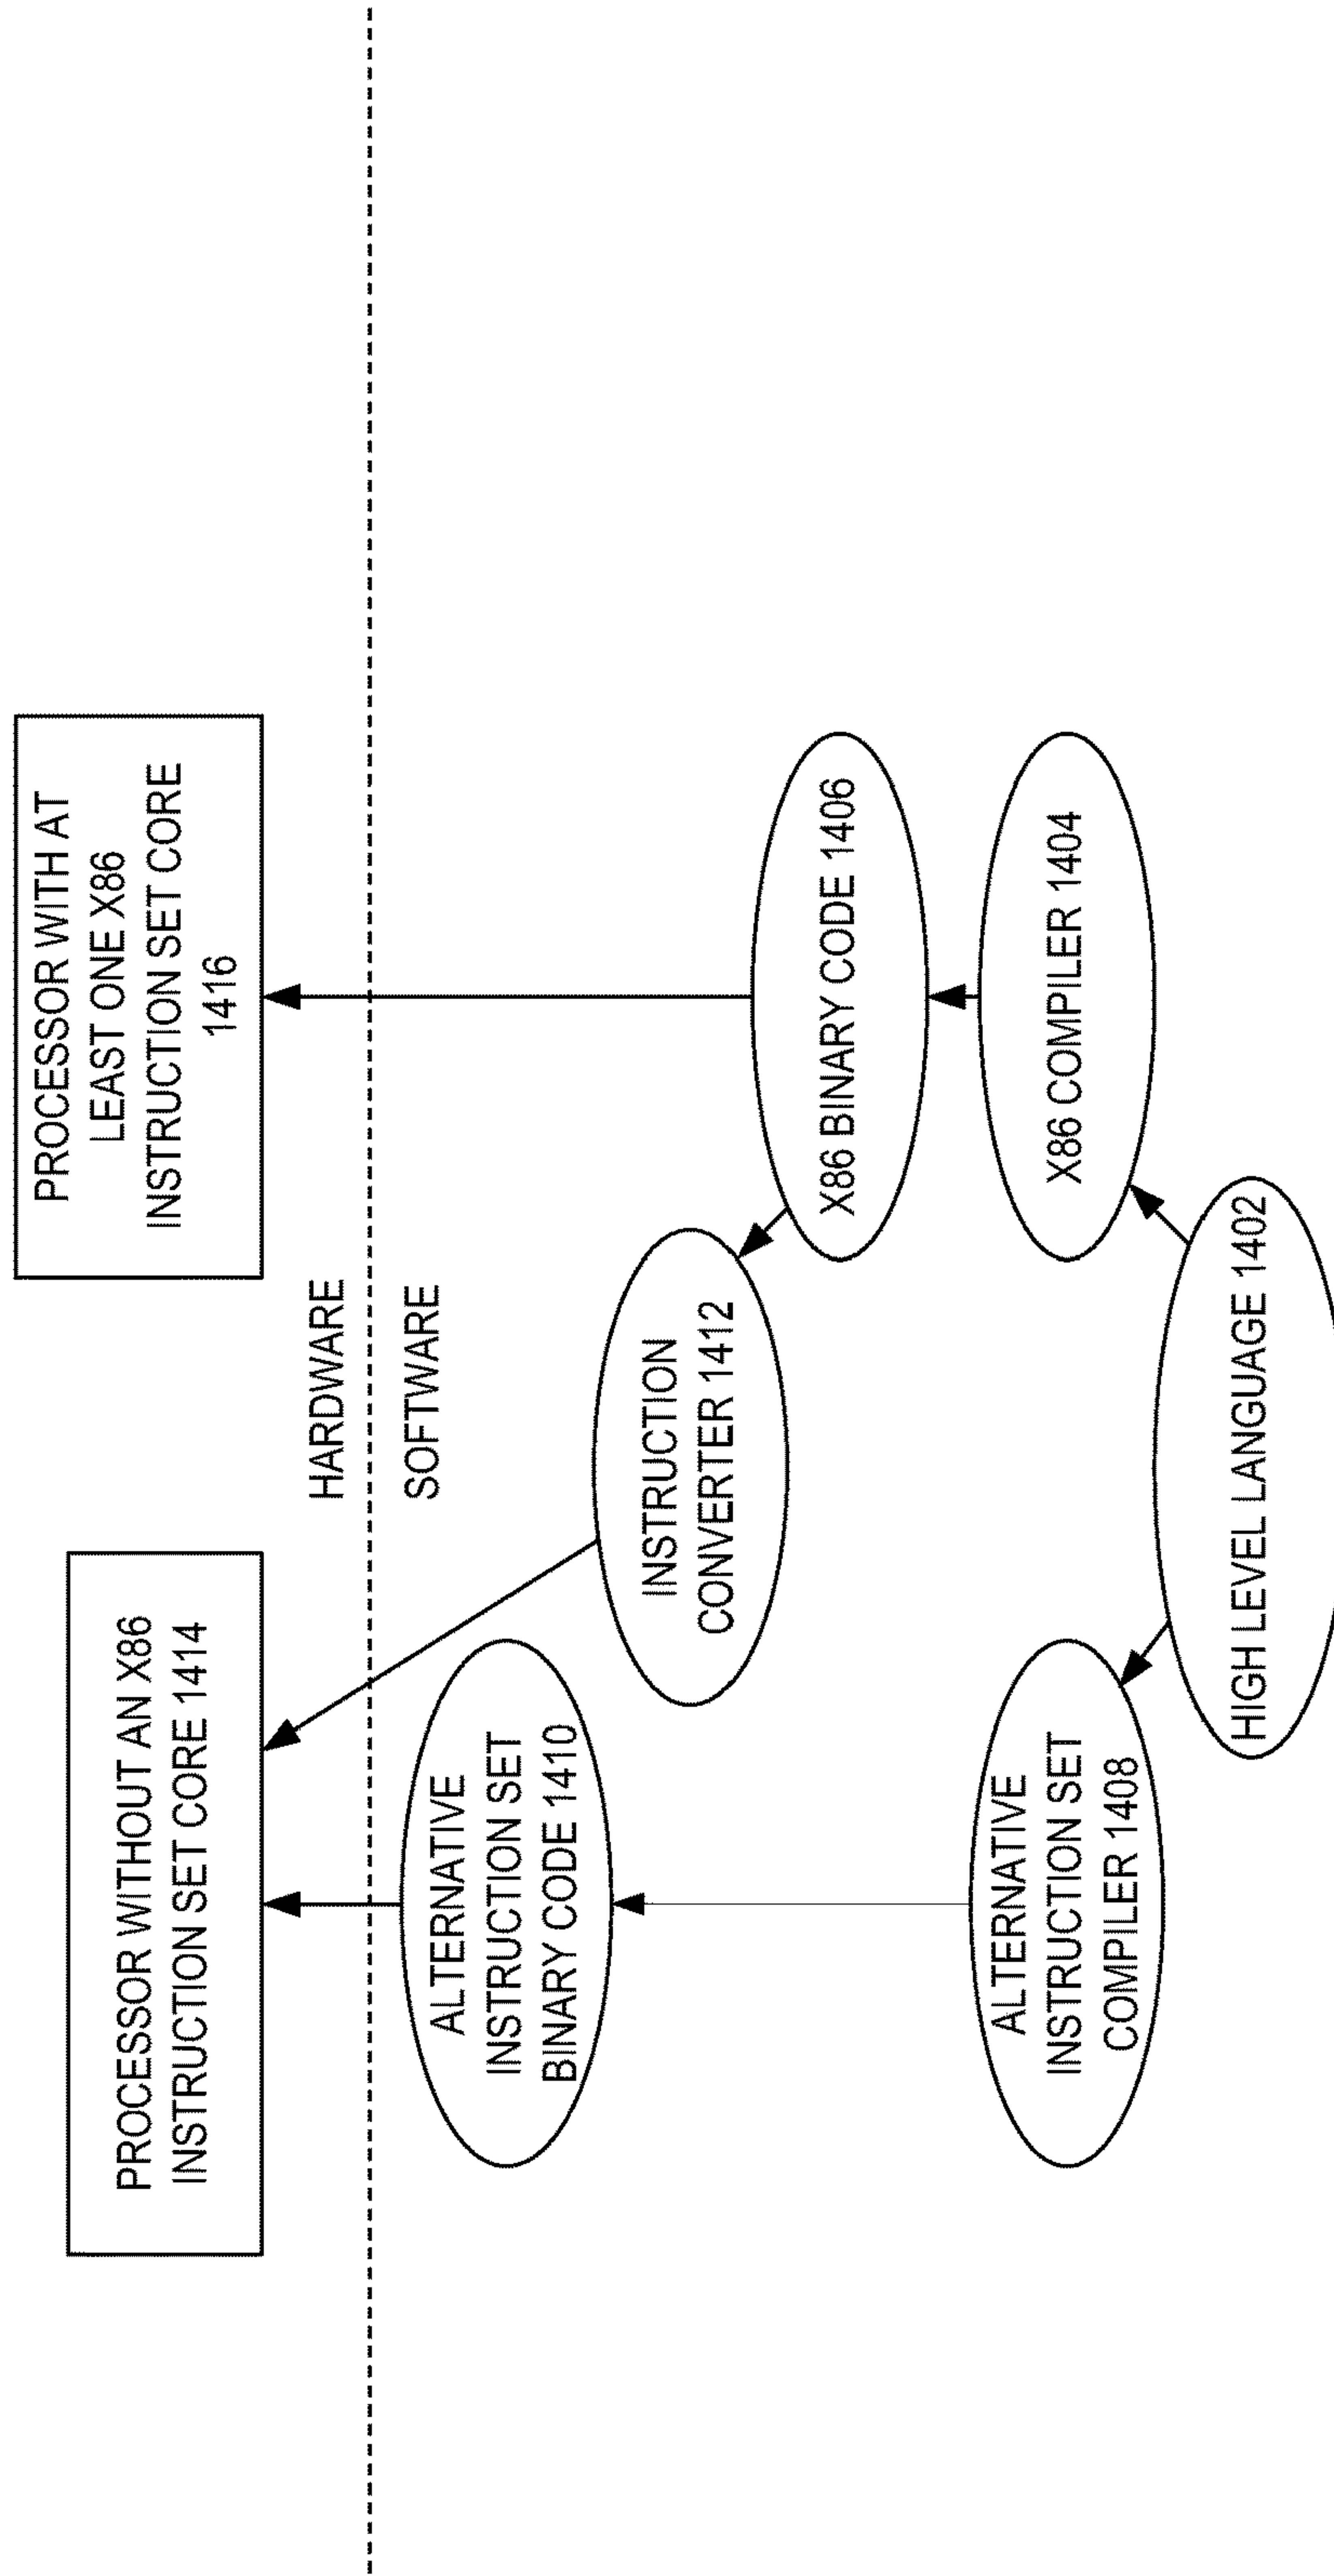 PROCESSOR WITHOUT AN X86
INSTRUCTION SET CORE 1414
PROCESSOR WITH AT
LEAST ONE X86
INSTRUCTION SET CORE
1416
HARDWARE
SOFTWARE
ALTERNATIVE
INSTRUCTION SET
BINARY CODE 1410
INSTRUCTION
CONVERTER 1412
X86 BINARY CODE 1406
ALTERNATIVE
INSTRUCTION SET
COMPILER 1408
X86 COMPILER 1404
HIGH LEVEL LANGUAGE 1402